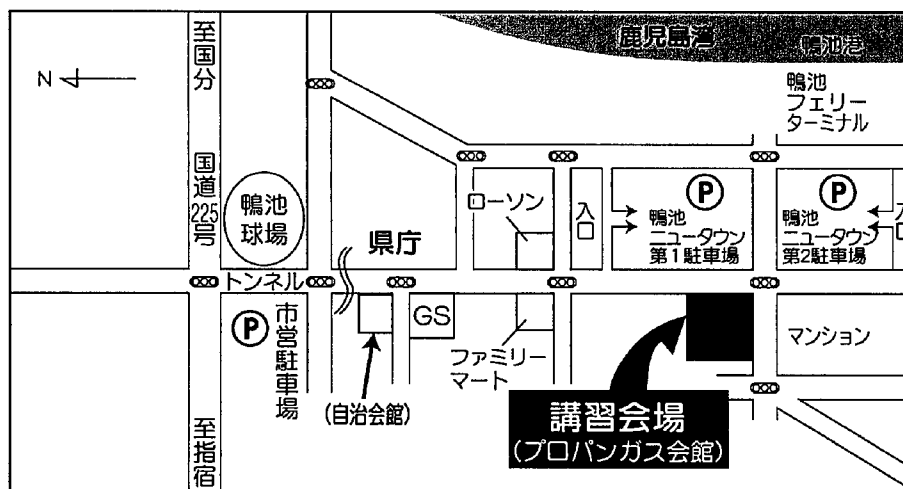 至国分
国道
225
号
至指宿
N
鹿児島湾
鴨池港
鴨池
フェリー
ターミナル
鴨池
球場
県庁
ローソン
入口
P
鴨池
ニュータウン
第1駐車場
P
鴨池
ニュータウン
第2駐車場
入口
トンネル
P
市営駐車場
(自治会館)
GS
ファミリー
マート
マンション
講習会場
(プロパンガス会館)